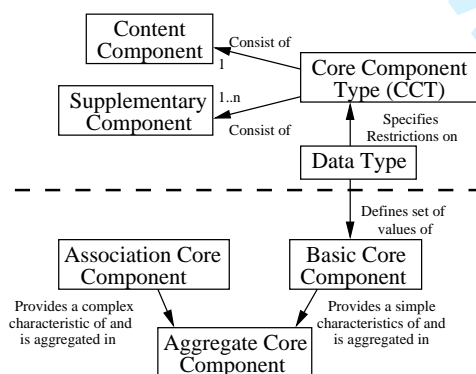 Content
Component
Consist of
1
Core Component
Type (CCT)
1..n
Supplementary
Component
Consist of
Specifies
Restrictions on
Data Type
Defines set of
values of
Association Core
Component
Basic Core
Component
Provides a complex
characteristic of and
is aggregated in
Provides a simple
characteristics of and
is aggregated in
Aggregate Core
Component